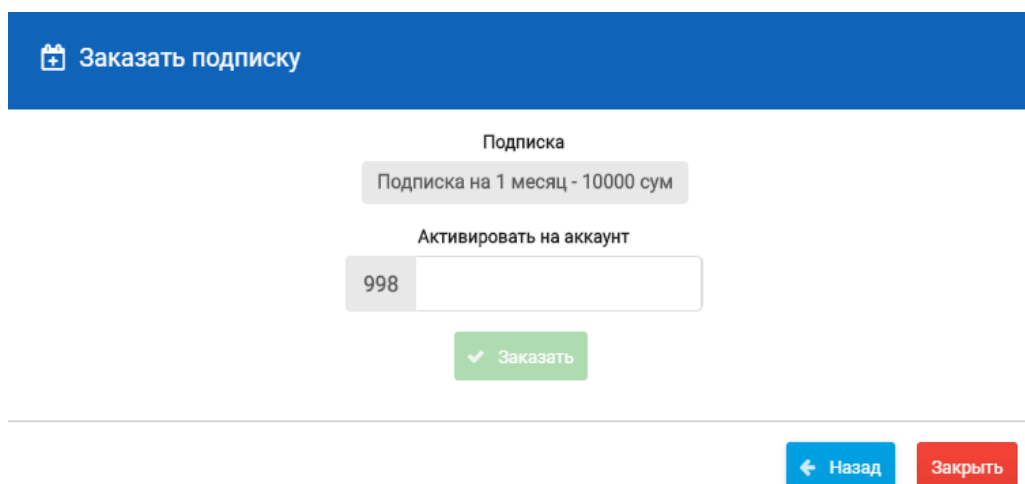 Заказать подписку
Подписка
Подписка на 1 месяц - 10000 сум
Активировать на аккаунт
998
Заказать
Назад
Закрыть